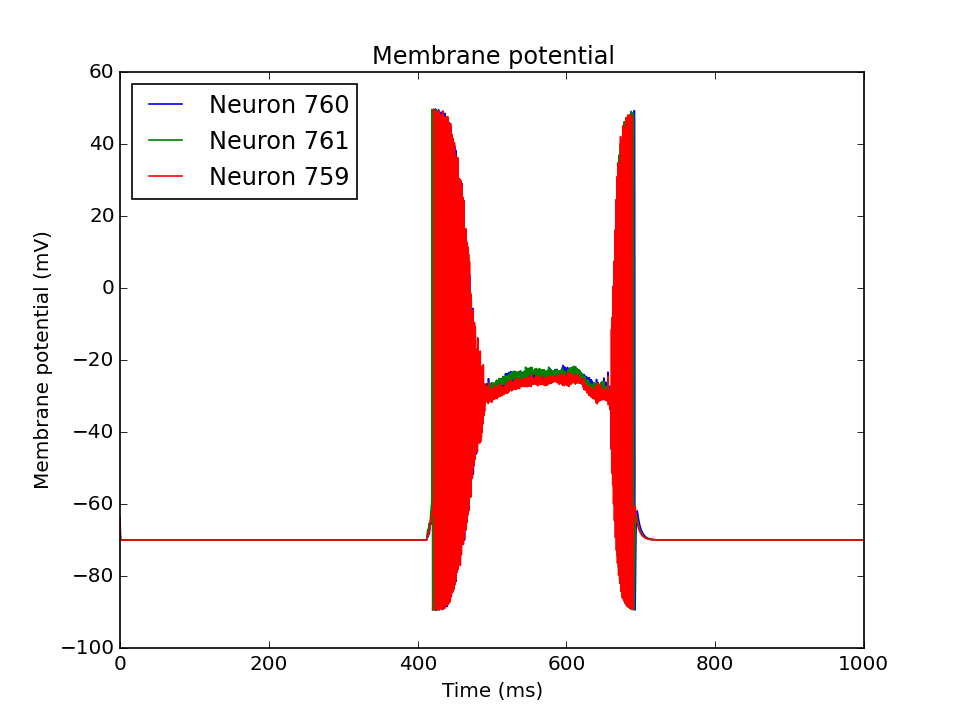 Membrane potential
60
40
20
0
−20
−40
−60
−80
−100
Membrane potential (mV)
Neuron 760
Neuron 761
Neuron 759
0 200 400 600 800 1000
Time (ms)